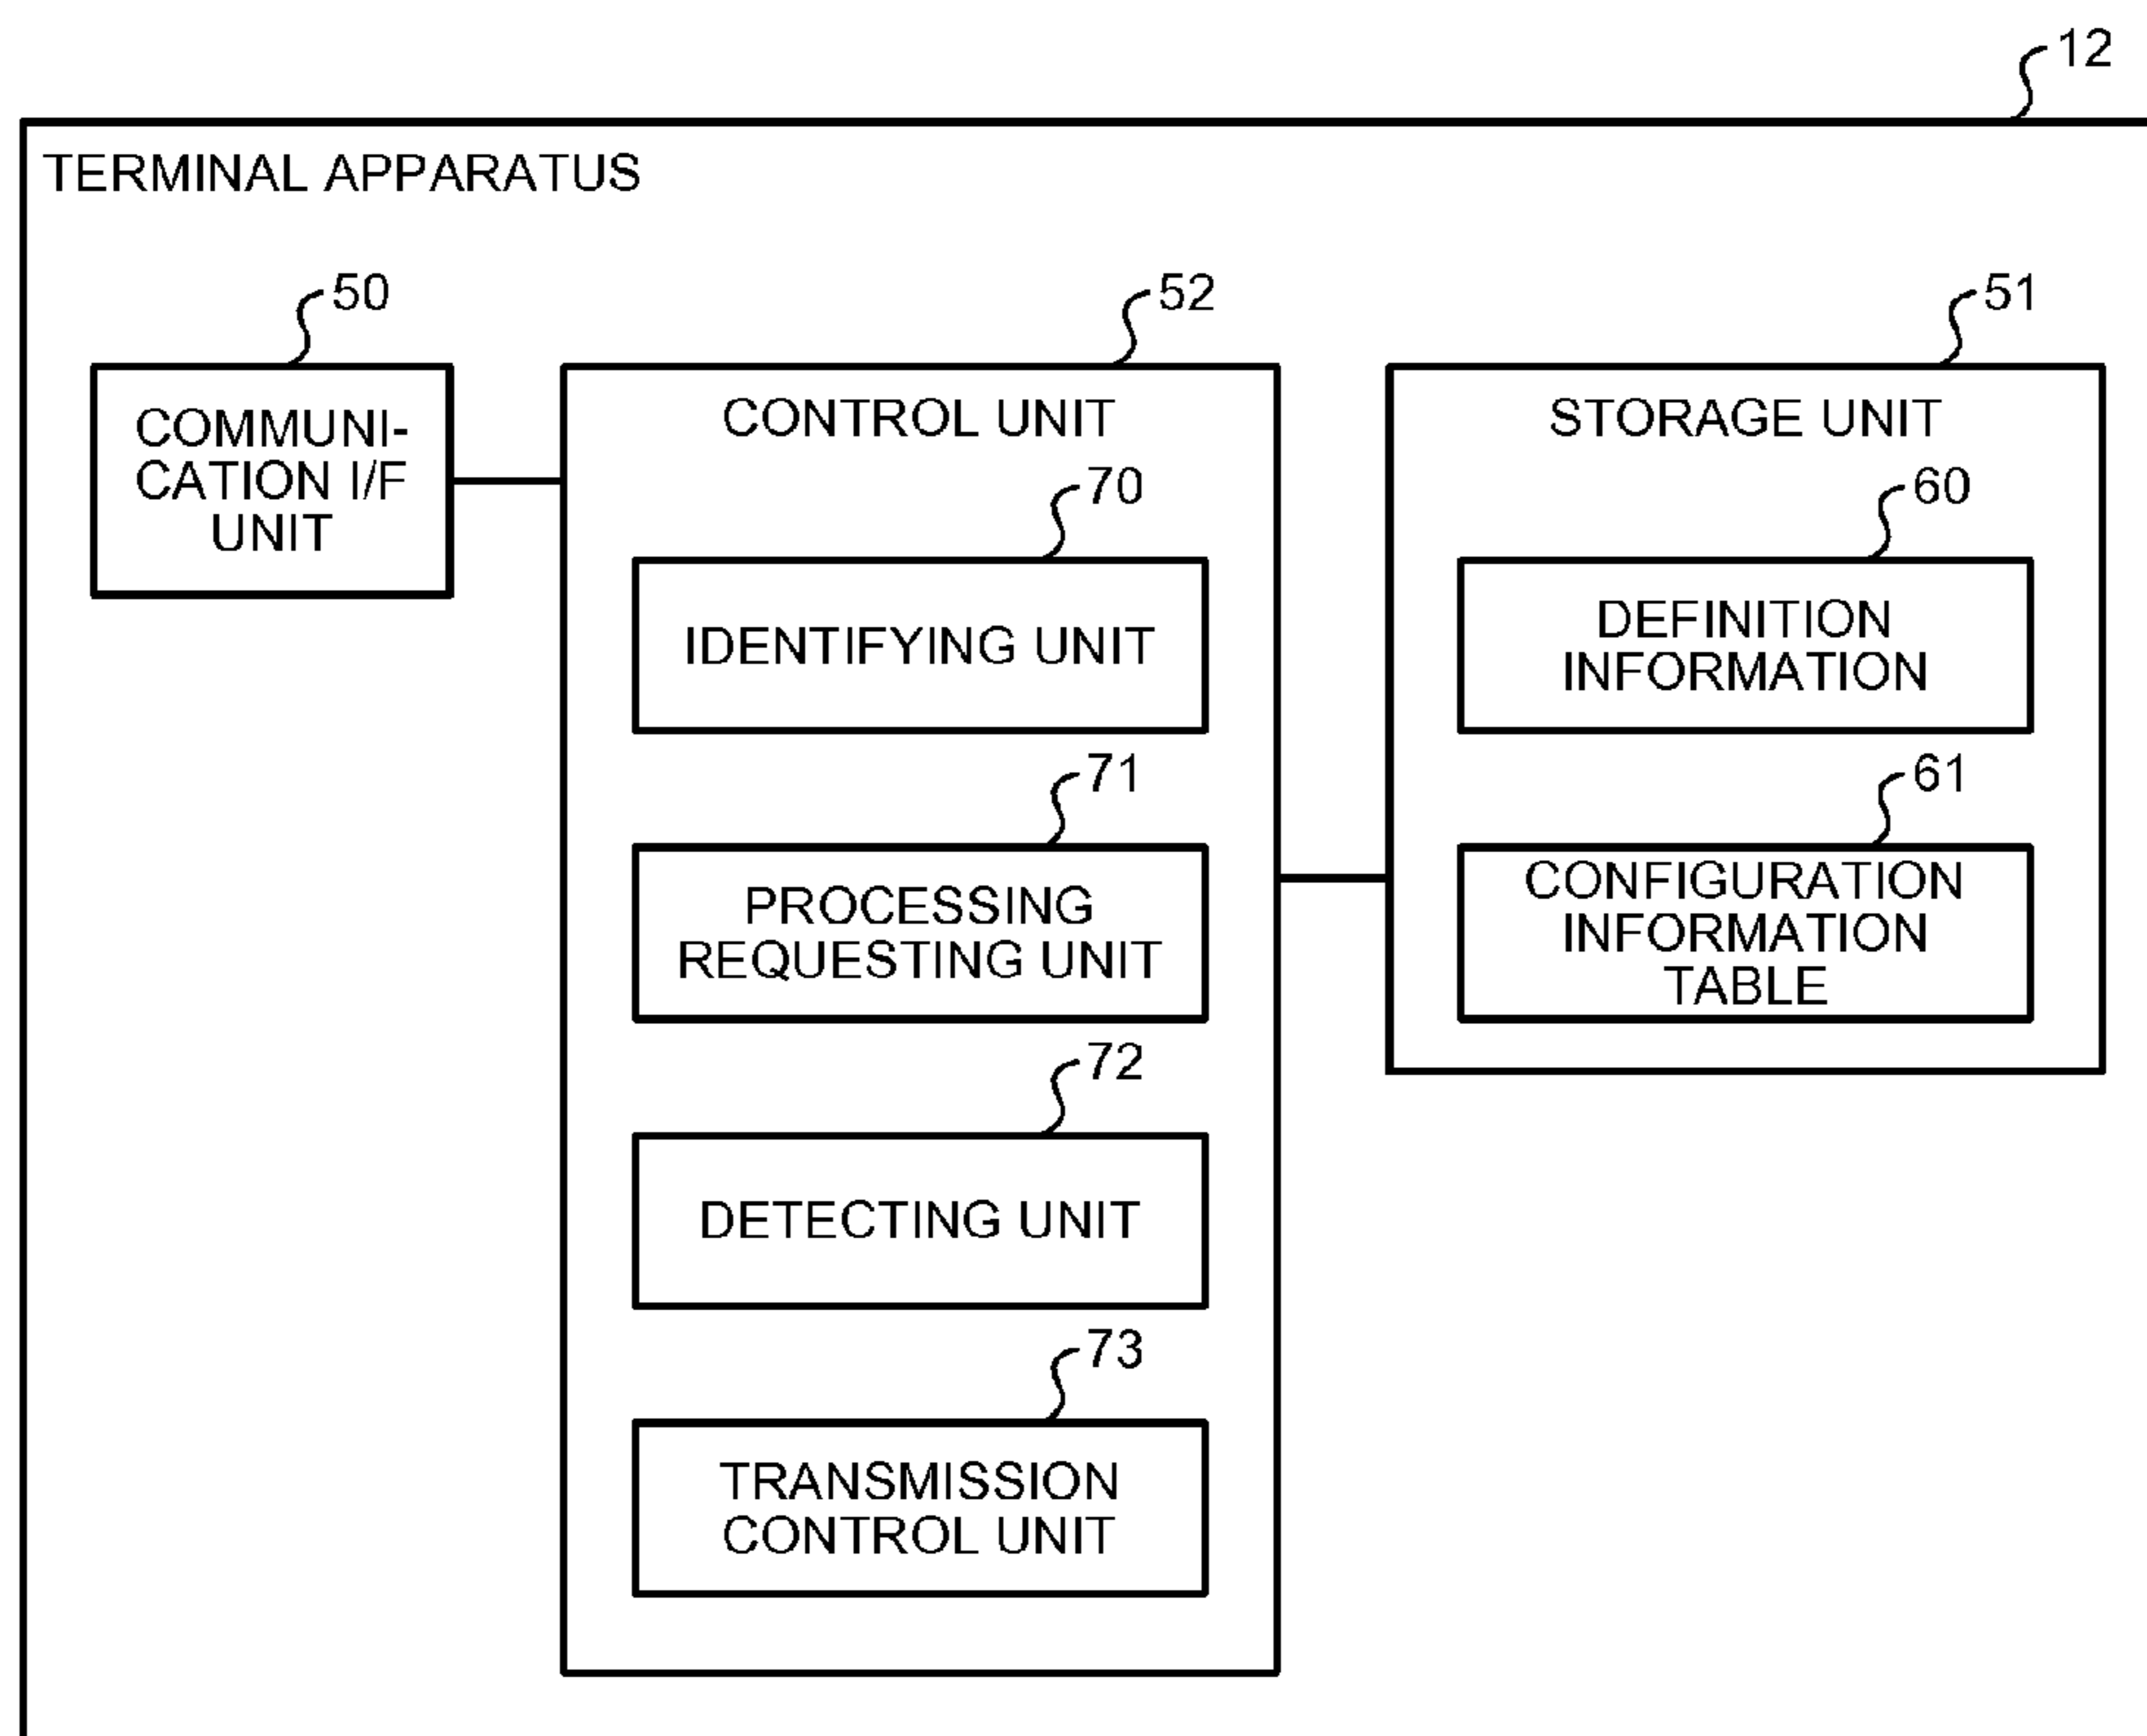 12
TERMINAL APPARATUS
50
52
51
COMMUNI-
CATION I/F
UNIT
CONTROL UNIT
70
IDENTIFYING UNIT
71
PROCESSING
REQUESTING UNIT
72
DETECTING UNIT
73
TRANSMISSION
CONTROL UNIT
STORAGE UNIT
60
DEFINITION
INFORMATION
61
CONFIGURATION
INFORMATION
TABLE